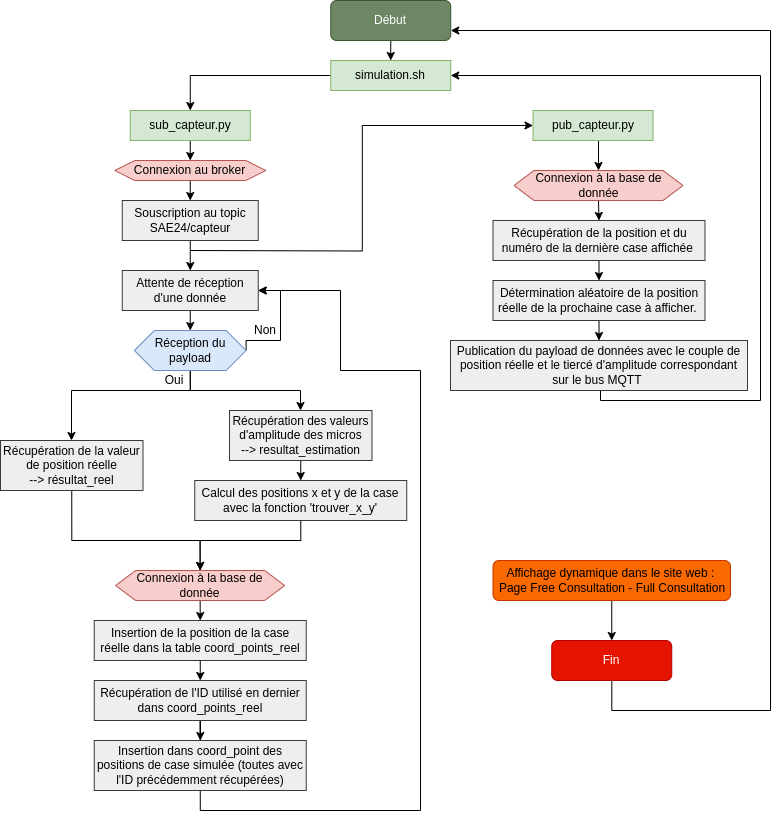 Début
simulation.sh
sub_capteur.py
Connexion au broker
Souscription au topic
SAE24/capteur
Attente de réception
d'une donnée
Réception du
payload
Non
Oui
Récupération de la valeur
de position réelle
--> résultat_reel
Récupération des valeurs
d'amplitude des micros
--> resultat_estimation
Calcul des positions x et y de la case
avec la fonction 'trouver_x_y'
Connexion à la base de
donnée
Insertion de la position de la case
réelle dans la table coord_points_reel
Récupération de l'ID utilisé en dernier
dans coord_points_reel
Insertion dans coord_point des
positions de case simulée (toutes avec
l'ID précédemment récupérées)
pub_capteur.py
Connexion à la base de
donnée
Récupération de la position et du
numéro de la dernière case affichée
Détermination aléatoire de la position
réelle de la prochaine case à afficher.
Publication du payload de données avec le couple de
position réelle et le tiercé d'amplitude correspondant
sur le bus MQTT
Affichage dynamique dans le site web :
Page Free Consultation - Full Consultation
Fin